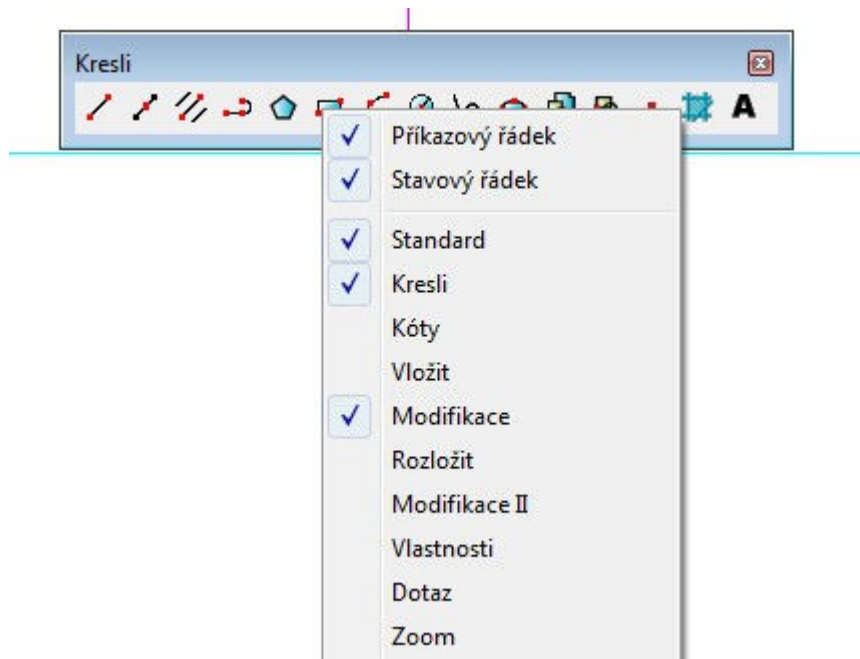 Kresli
A
Příkazový řádek
Stavový řádek
Standard
Kresli
Kóty
Vložit
Modifikace
Rozložit
Modifikace II
Vlastnosti
Dotaz
Zoom